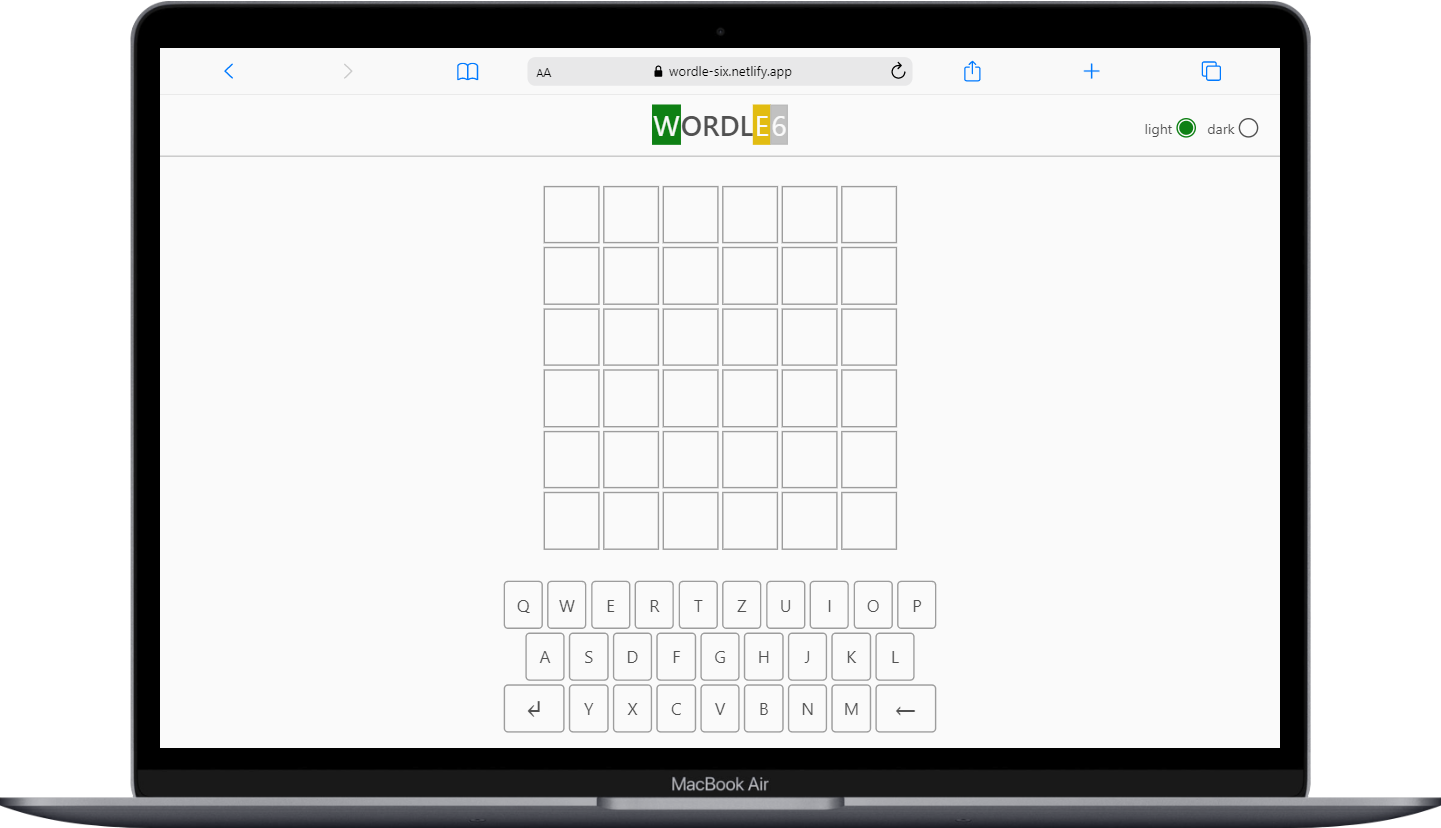 AA wordle-six.netlify.app
WORDLE6
light dark
Q W E R T Z U I O P
A S D F G H J K L
Y X C V B N M
MacBook Air